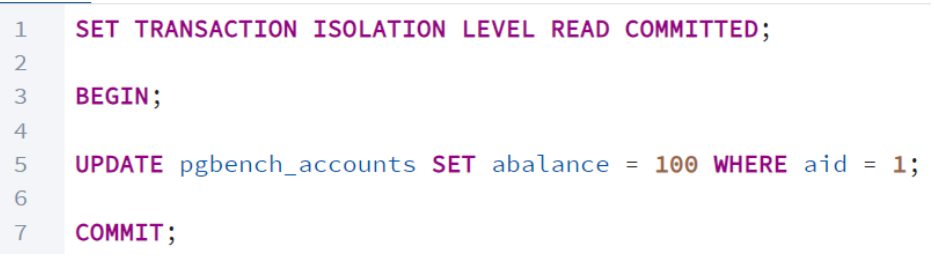 1 SET TRANSACTION ISOLATION LEVEL READ COMMITTED;
2
3 BEGIN;
4
5 UPDATE pgbench_accounts SET abalance = 100 WHERE aid = 1;
6
7 COMMIT;